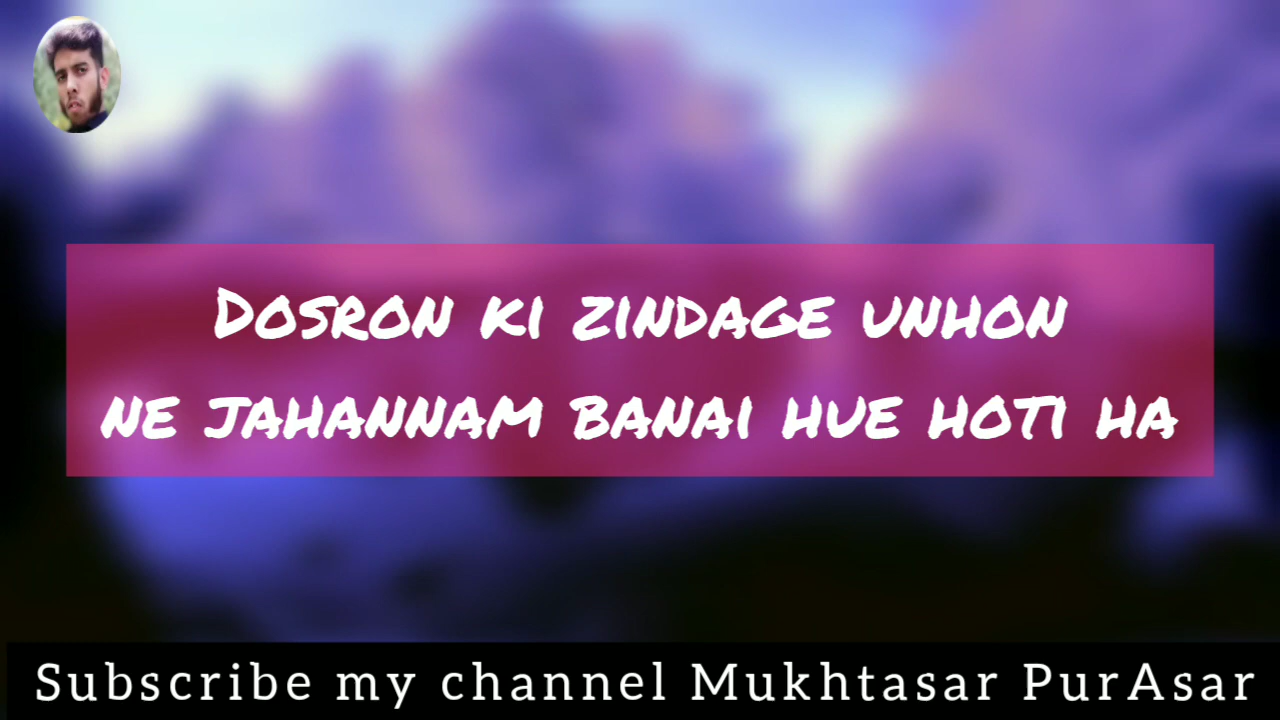 Dosron ki zindage unhon
ne jahannam banai hue hoti ha
Subscribe my channel Mukhtasar PurAsar